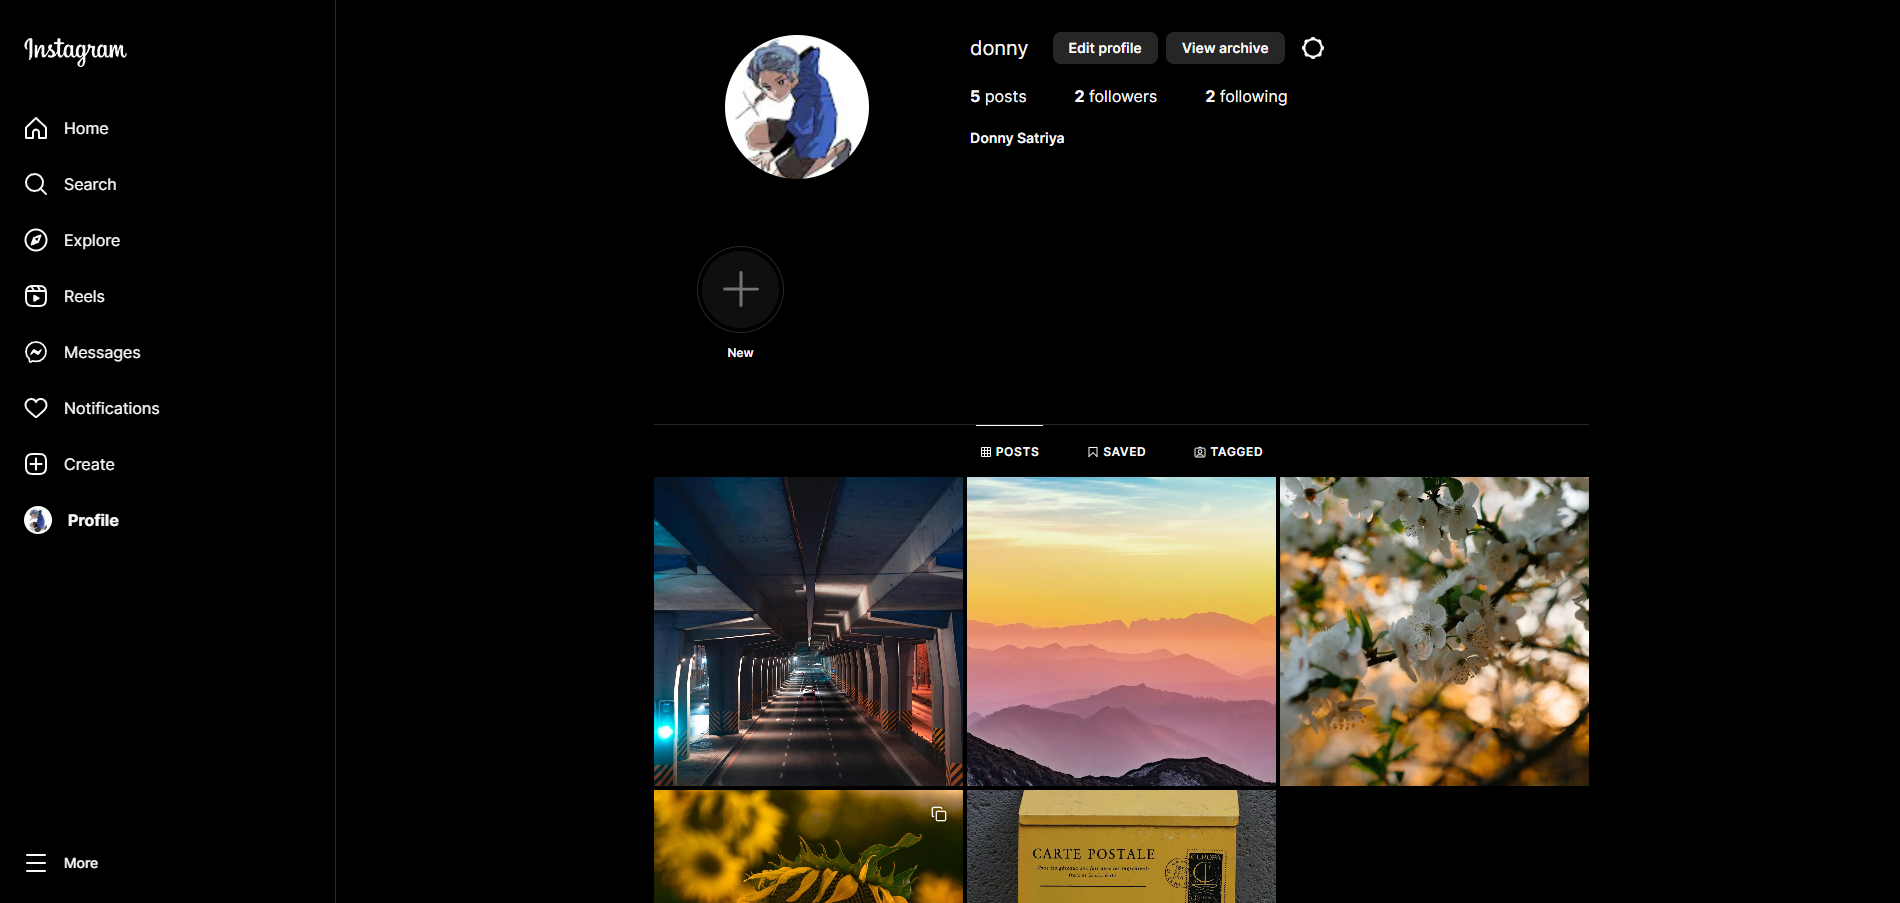 Instagram
Home
Search
Explore
Reels
Messages
Notifications
Create
Profile
More
donny
Edit profile
View archive
5 posts
2 followers
2 following
Donny Satriya
New
POSTS
SAVED
TAGGED
CARTE POSTALE
EUROPA